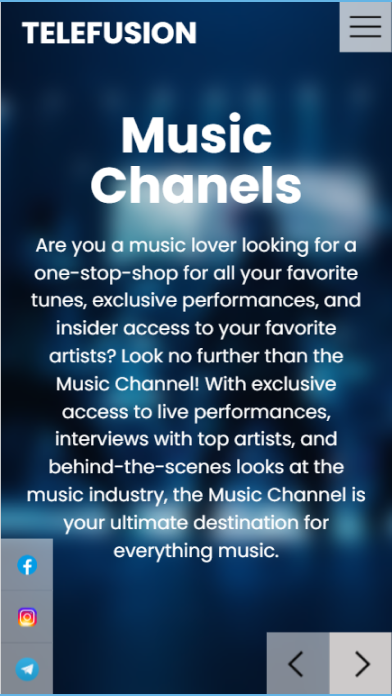 TELEFUSION
Music
Chanels
Are you a music lover looking for a
one-stop-shop for all your favorite
tunes, exclusive performances, and
insider access to your favorite
artists? Look no further than the
Music Channel! With exclusive
access to live performances,
interviews with top artists, and
behind-the-scenes looks at the
music industry, the Music Channel is
your ultimate destination for
everything music.